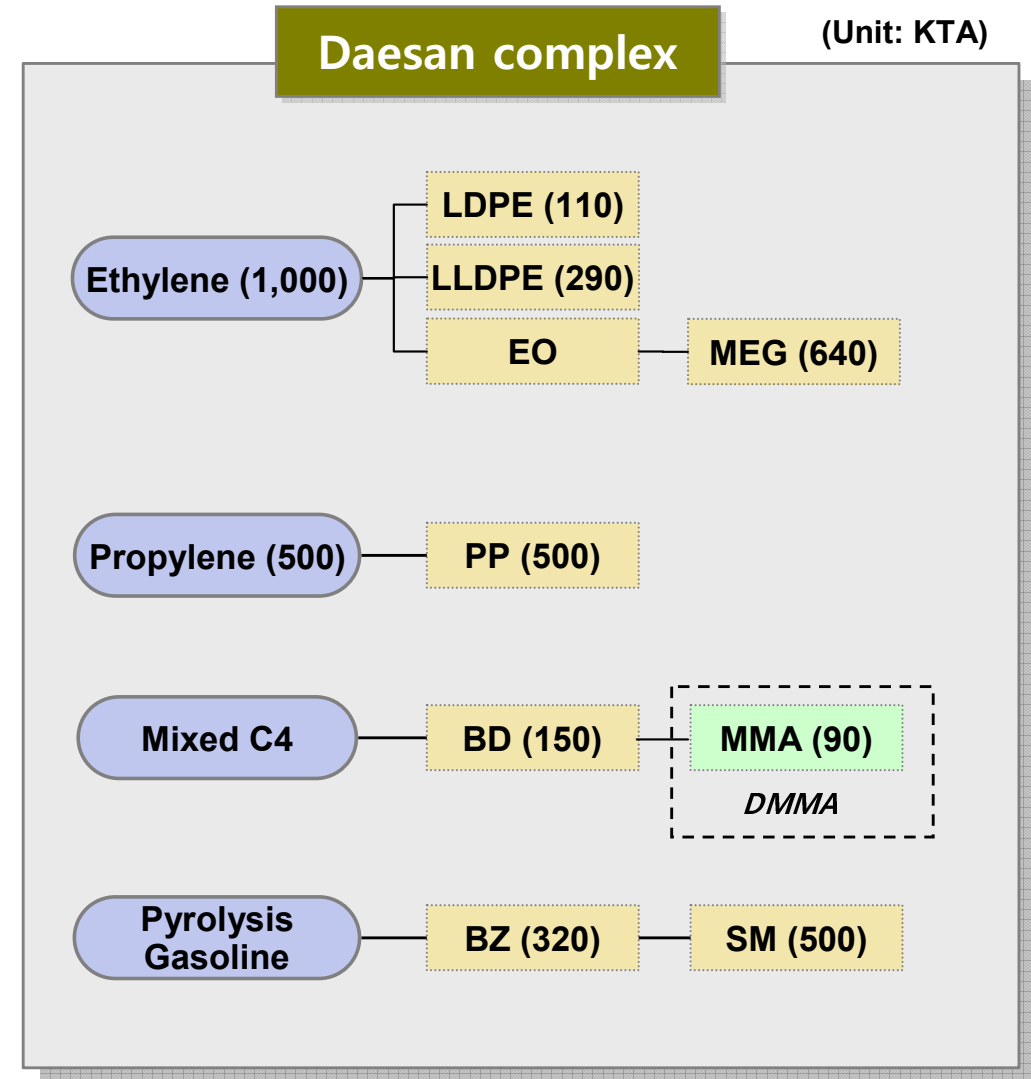 Daesan complex
(Unit: KTA)
LDPE (110)
Ethylene (1,000)
LLDPE (290)
EO
MEG (640)
Propylene (500)
PP (500)
Mixed C4
BD (150)
MMA (90)
DMMA
Pyrolysis
Gasoline
BZ (320)
SM (500)